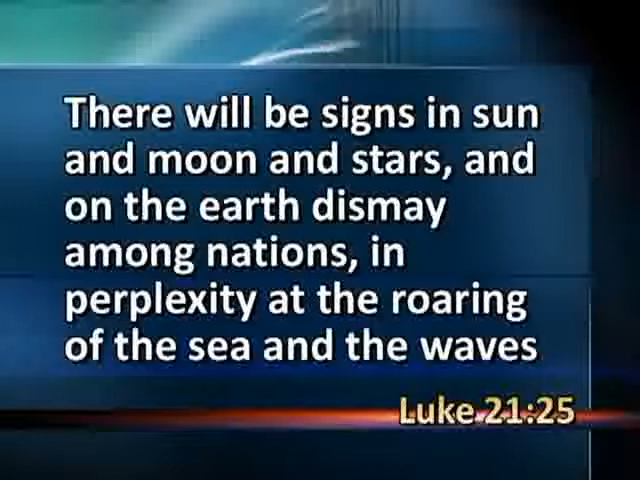 There will be signs in sun
and moon and stars, and
on the earth dismay
among nations, in
perplexity at the roaring
of the sea and the waves
Luke 21:25